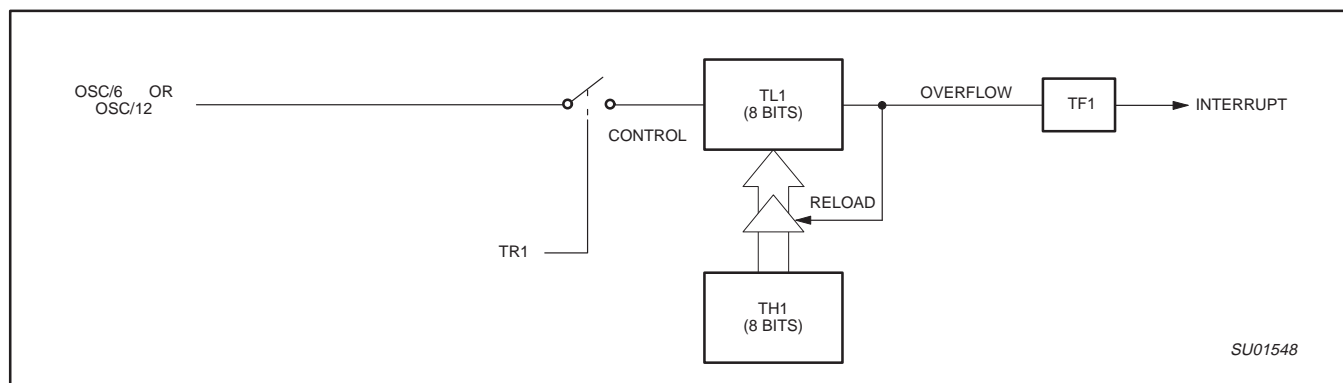 OSC/6 OR
OSC/12
CONTROL
TL1
(8 BITS)
OVERFLOW
TF1
INTERRUPT
RELOAD
TR1
TH1
(8 BITS)
SU01548